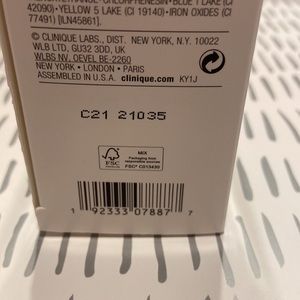 42090)•YELLOW 5 LAKE (CI 19140)•IRON OXIDES (CI
77491) [ILN45861].
© CLINIQUE LABS., DIST. NEW YORK, N.Y. 10022
WLB LTD, GU32 3DD, UK
WLBS NV, OEVEL BE-2260
NEW YORK • LONDON • PARIS
ASSEMBLED IN U.S.A. clinique.com KY1J
C21 21035
FSC
MIX
Packaging from
responsible sources
FSC® C013430
1 92333 07887 7